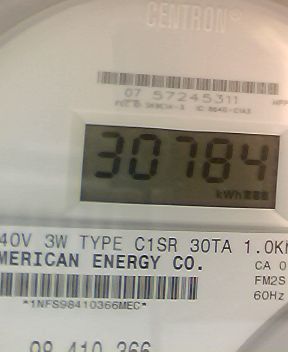 CENTRON®
07 57245311
30784
kWh
40V 3W TYPE C1SR 30TA 1.0K
MERICAN ENERGY CO.
CA 0
FM2S
60Hz
*1NFS98410366MEC*
98 410 366